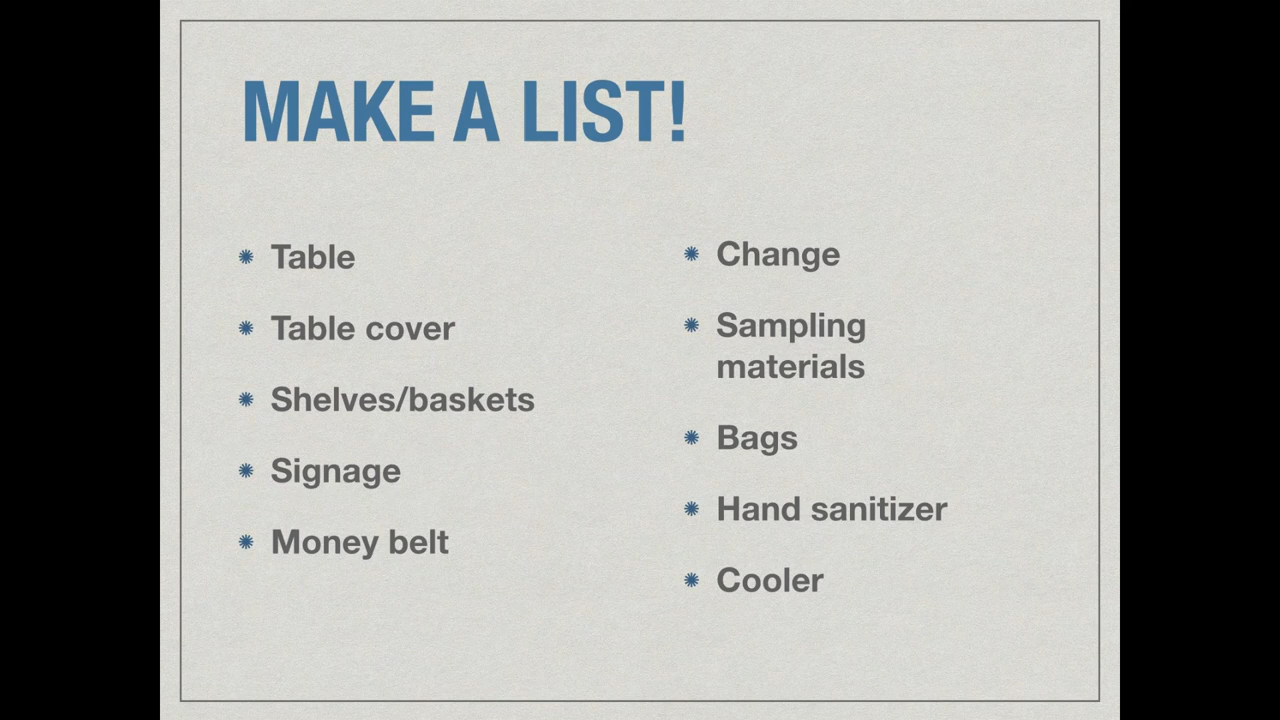 MAKE A LIST!
Table
Table cover
Shelves/baskets
Signage
Money belt
Change
Sampling
materials
Bags
Hand sanitizer
Cooler